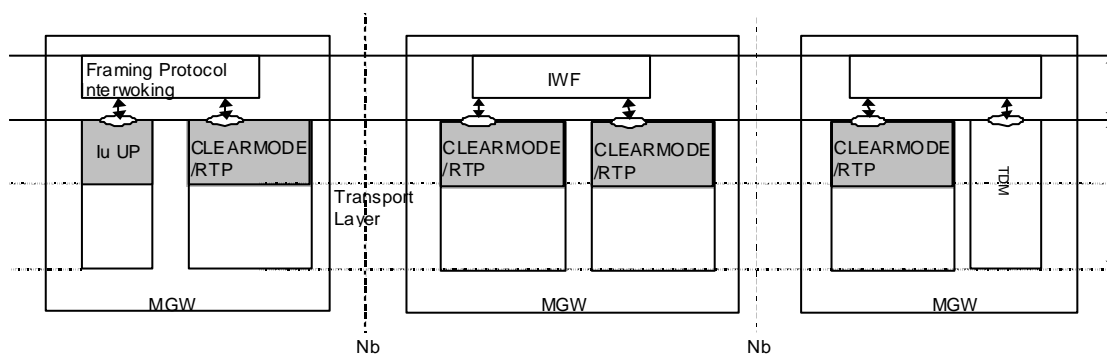 Framing Protocol
nterwoking
IWF
Iu UP
CLEARMODE
/RTP
CLEARMODE
/RTP
CLEARMODE
/RTP
CLEARMODE
/RTP
TDM
Transport
Layer
MGW
MGW
MGW
Nb
Nb